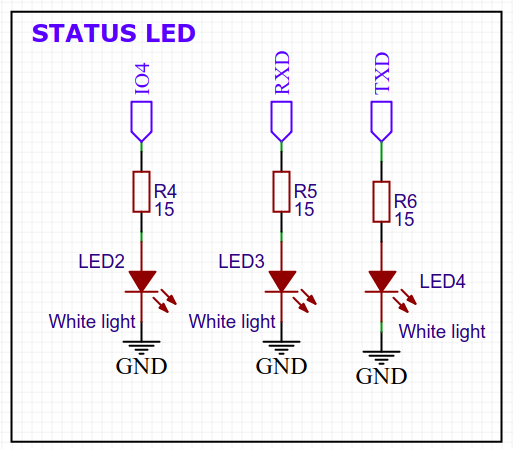 STATUS LED
IO4
RXD
TXD
R4
15
R5
15
R6
15
LED2
LED3
LED4
White light
White light
White light
GND
GND
GND